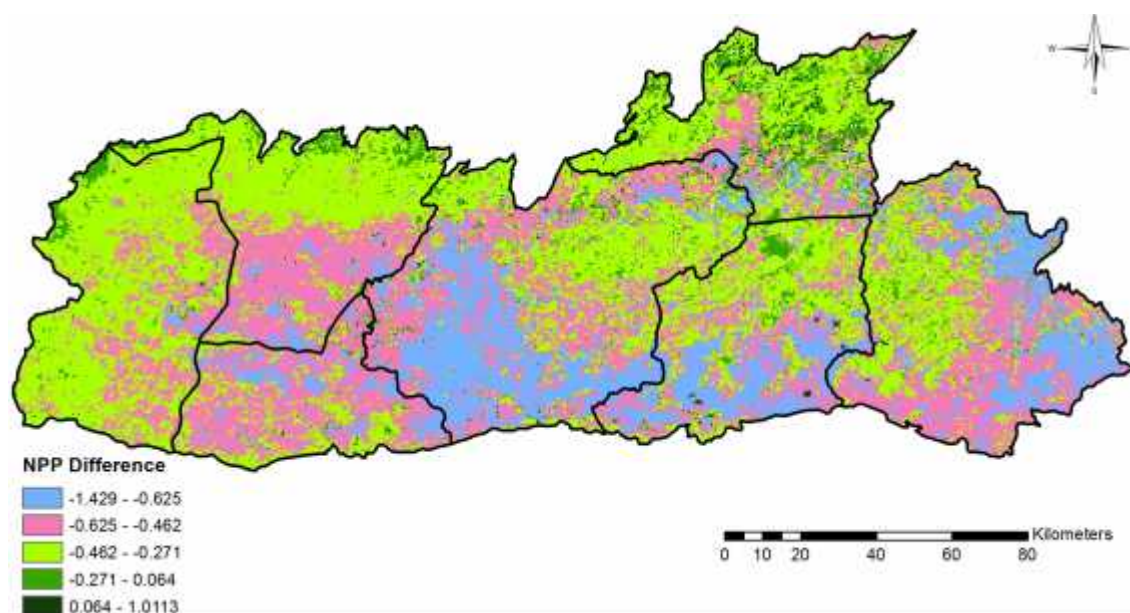 W
S
NPP Difference
-1.429 - -0.625
-0.625 - -0.462
-0.462 - -0.271
-0.271 - 0.064
0.064 - 1.0113
Kilometers
0 10 20 40 60 80